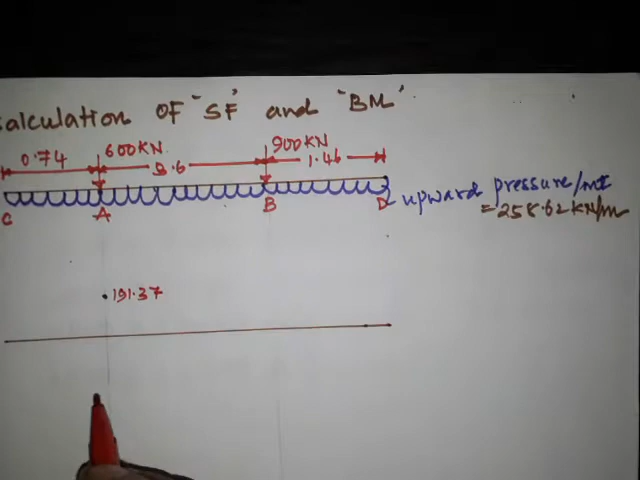 calculation OF "SF" and "BM"
0.74 600KN 3.6 900KN 1.46
C A B D upward pressure/mt
=258.62KN/m
191.37